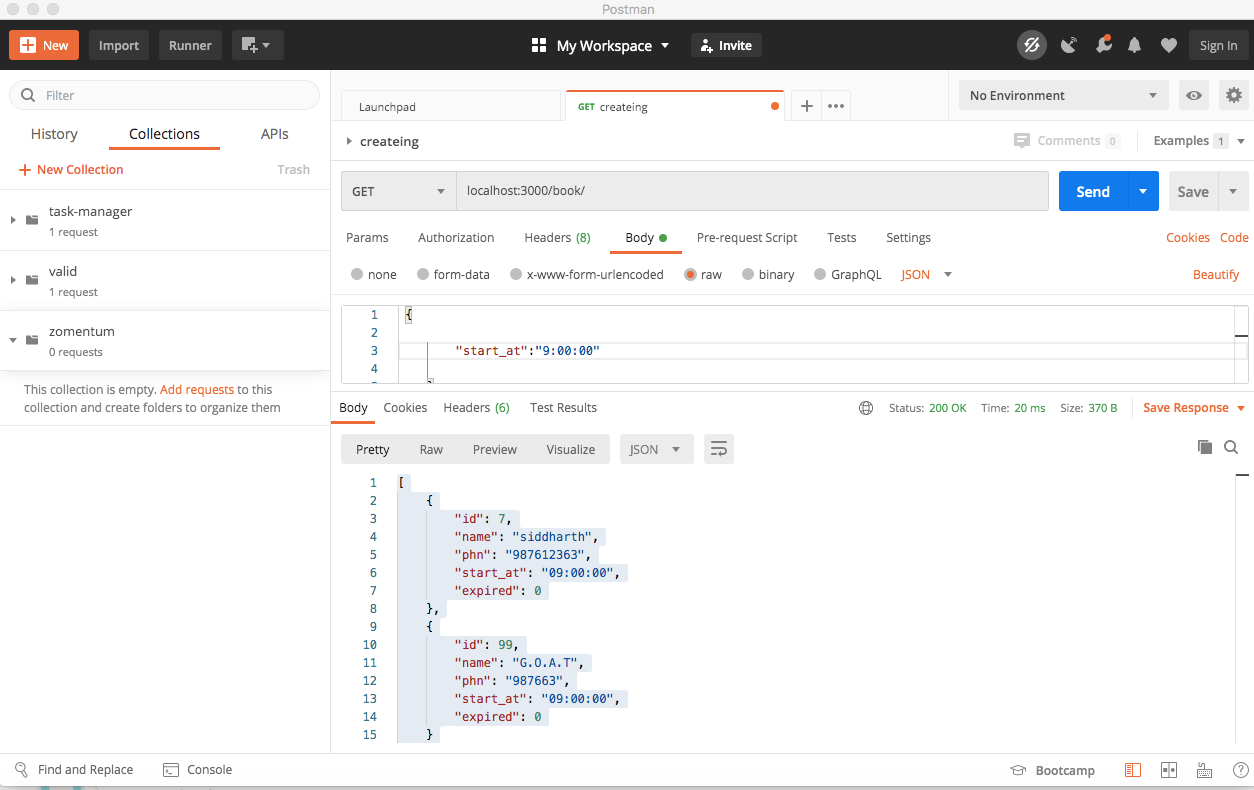 Postman
New
Import
Runner
My Workspace
Invite
Sign In
Filter
History
Collections
APIs
+ New Collection
Trash
task-manager
1 request
valid
1 request
zomentum
0 requests
This collection is empty. Add requests to this
collection and create folders to organize them
Launchpad
GET createing
No Environment
createing
Comments 0
Examples 1
GET
localhost:3000/book/
Send
Save
Params
Authorization
Headers (8)
Body
Pre-request Script
Tests
Settings
Cookies
Code
none
form-data
x-www-form-urlencoded
raw
binary
GraphQL
JSON
Beautify
1 {
2
3 "start_at":"9:00:00"
4
Body
Cookies
Headers (6)
Test Results
Status: 200 OK
Time: 20 ms
Size: 370 B
Save Response
Pretty
Raw
Preview
Visualize
JSON
1 [
2 {
3 "id": 7,
4 "name": "siddharth",
5 "phn": "987612363",
6 "start_at": "09:00:00",
7 "expired": 0
8 },
9 {
10 "id": 99,
11 "name": "G.O.A.T",
12 "phn": "987663",
13 "start_at": "09:00:00",
14 "expired": 0
15 }
Find and Replace
Console
Bootcamp